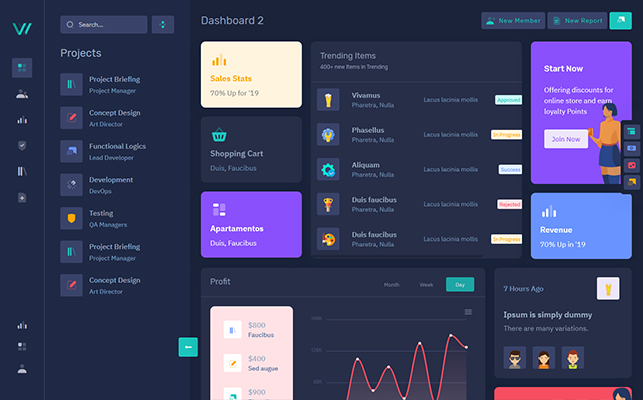 Search...
Projects
Project Briefing
Project Manager
Concept Design
Art Director
Functional Logics
Lead Developer
Development
DevOps
Testing
QA Managers
Project Briefing
Project Manager
Concept Design
Art Director
Dashboard 2
New Member
New Report
Sales Stats
70% Up for '19
Shopping Cart
Duis, Faucibus
Apartamentos
Duis, Faucibus
Trending Items
400+ new Items in Trending
Vivamus
Pharetra, Nulla
Lacus lacinia mollis
Approved
Phasellus
Pharetra, Nulla
Lacus lacinia mollis
In Progress
Aliquam
Pharetra, Nulla
Lacus lacinia mollis
Success
Duis faucibus
Pharetra, Nulla
Lacus lacinia mollis
Rejected
Duis faucibus
Pharetra, Nulla
Lacus lacinia mollis
In Progress
Start Now
Offering discounts for
online store and earn
loyalty Points
Join Now
Revenue
70% Up in '19
Profit
Month
Week
Day
$800
Faucibus
$400
Sed augue
$900
7 Hours Ago
Ipsum is simply dummy
There are many variations.